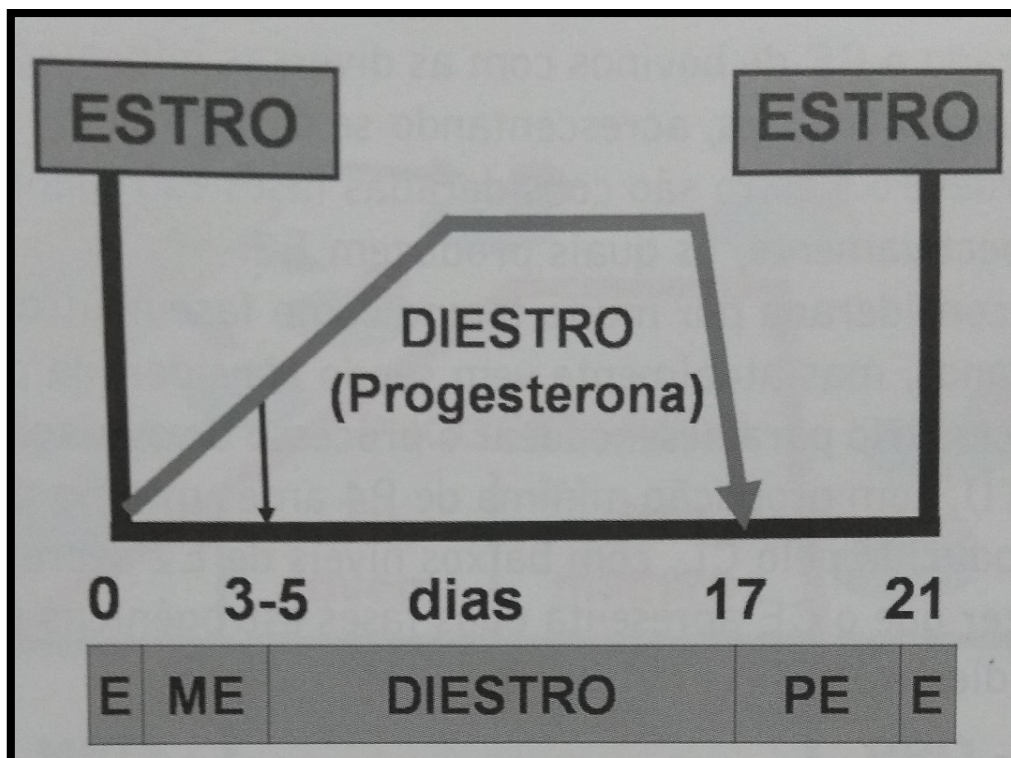 ESTRO
ESTRO
DIESTRO
(Progesterona)
0 3-5 dias 17 21
E ME DIESTRO PE E